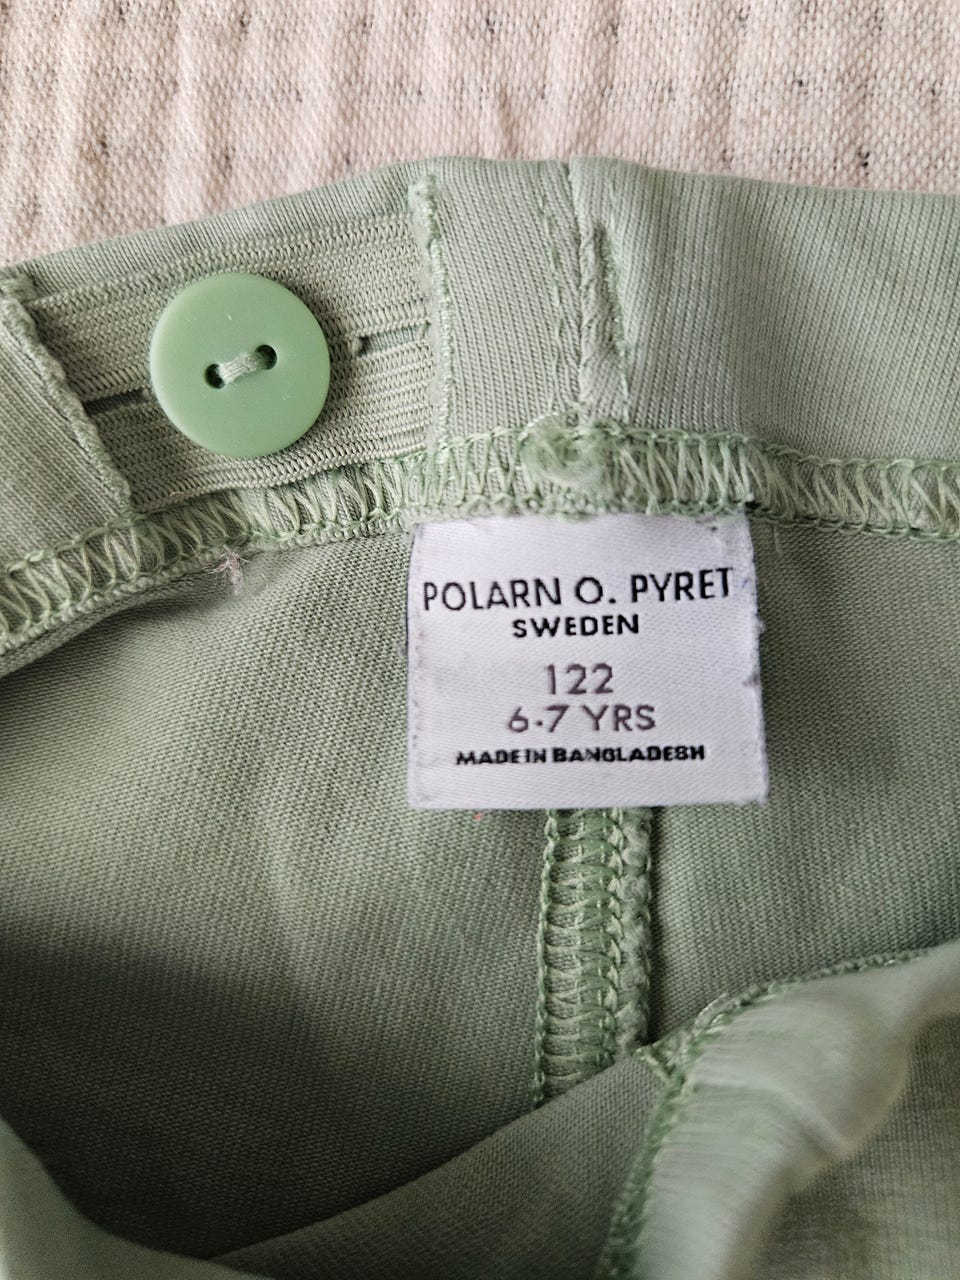 POLARN O. PYRET
SWEDEN
122
6-7 YRS
MADE IN BANGLADESH